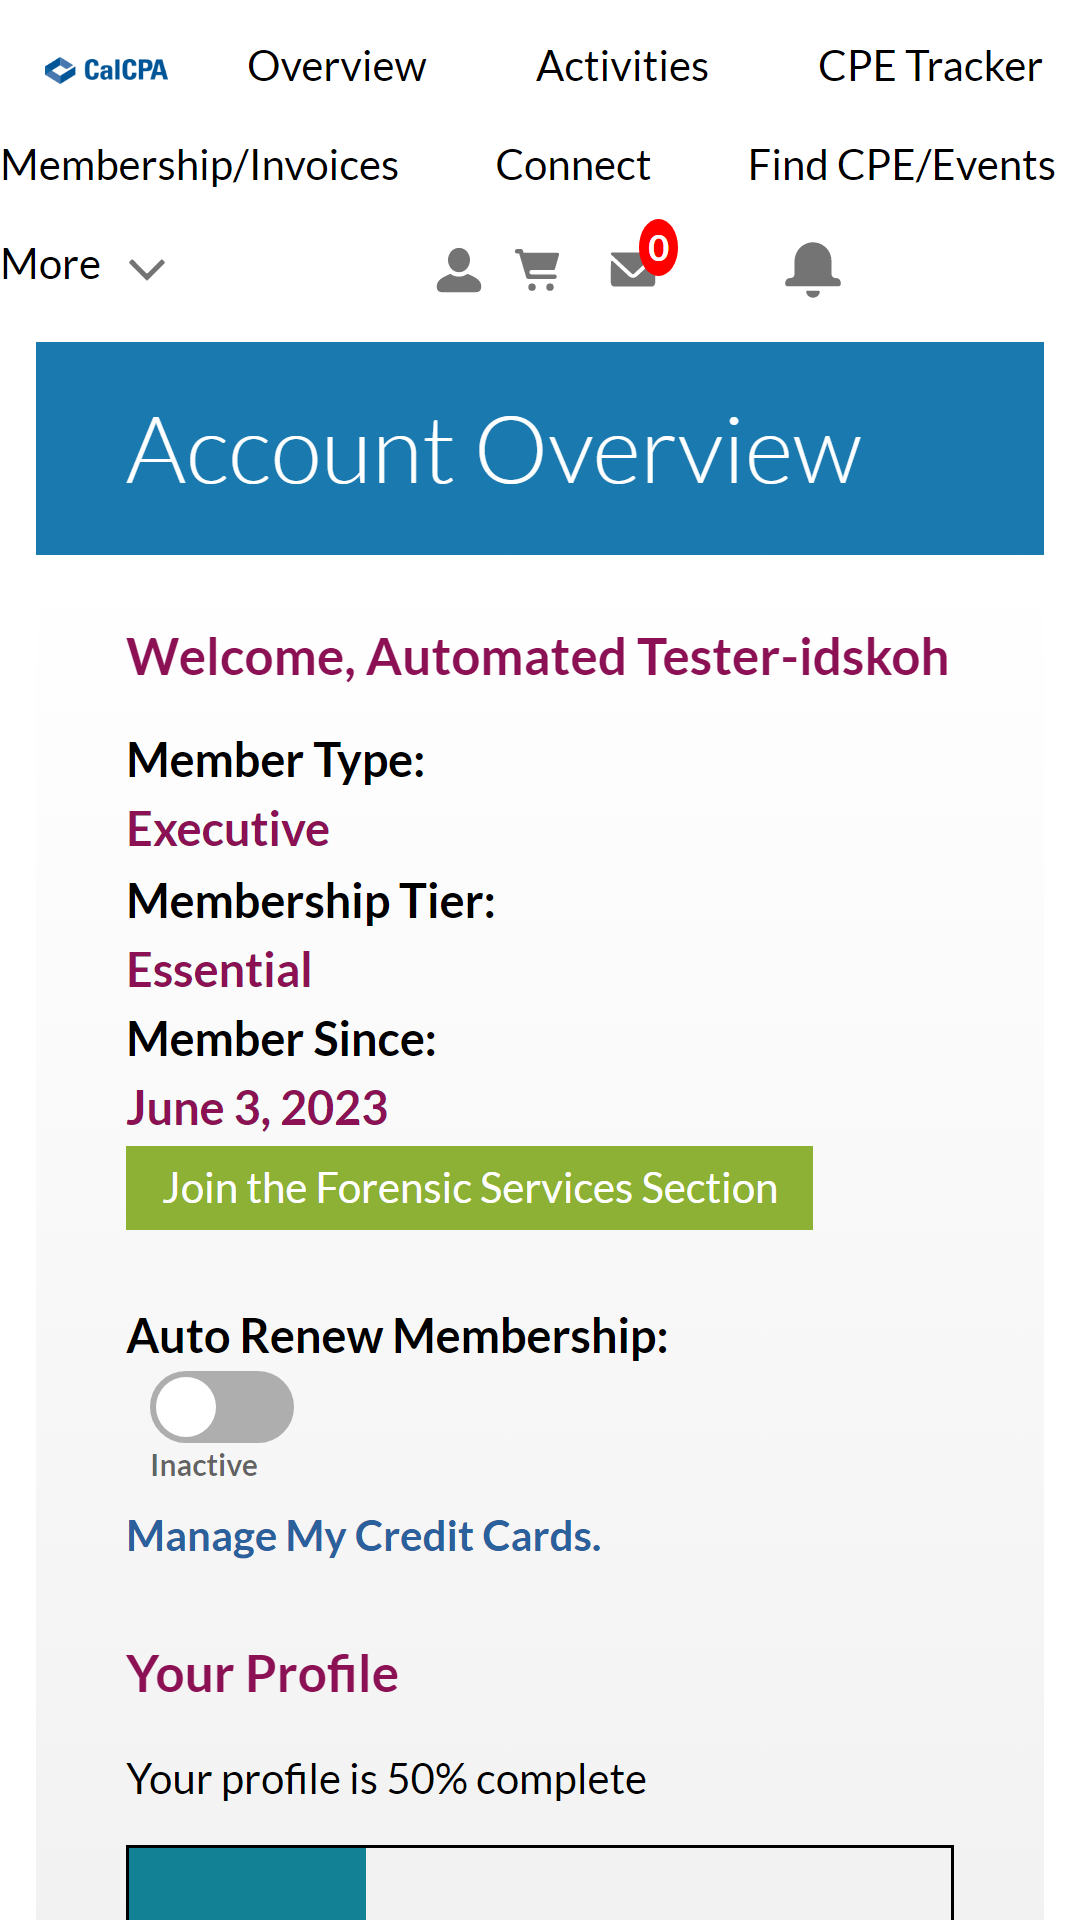 CalCPA Overview Activities CPE Tracker
Membership/Invoices Connect Find CPE/Events
More 0
Account Overview
Welcome, Automated Tester-idskoh
Member Type:
Executive
Membership Tier:
Essential
Member Since:
June 3, 2023
Join the Forensic Services Section
Auto Renew Membership:
Inactive
Manage My Credit Cards.
Your Profile
Your profile is 50% complete